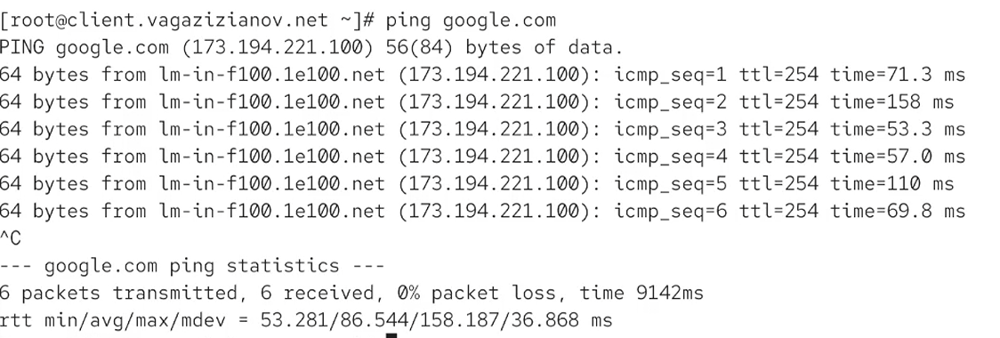 [root@client.vagazizianov.net ~]# ping google.com
PING google.com (173.194.221.100) 56(84) bytes of data.
64 bytes from lm-in-f100.1e100.net (173.194.221.100): icmp_seq=1 ttl=254 time=71.3 ms
64 bytes from lm-in-f100.1e100.net (173.194.221.100): icmp_seq=2 ttl=254 time=158 ms
64 bytes from lm-in-f100.1e100.net (173.194.221.100): icmp_seq=3 ttl=254 time=53.3 ms
64 bytes from lm-in-f100.1e100.net (173.194.221.100): icmp_seq=4 ttl=254 time=57.0 ms
64 bytes from lm-in-f100.1e100.net (173.194.221.100): icmp_seq=5 ttl=254 time=110 ms
64 bytes from lm-in-f100.1e100.net (173.194.221.100): icmp_seq=6 ttl=254 time=69.8 ms
^C
--- google.com ping statistics ---
6 packets transmitted, 6 received, 0% packet loss, time 9142ms
rtt min/avg/max/mdev = 53.281/86.544/158.187/36.868 ms